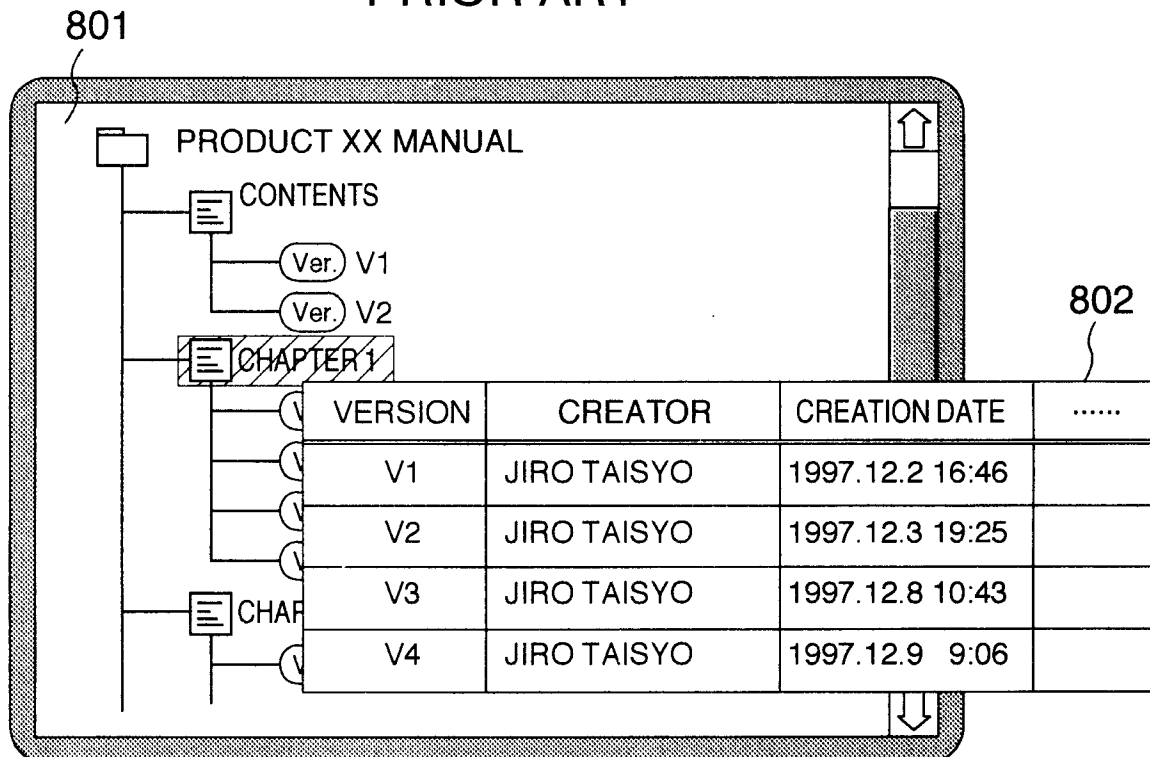 PRIOR ART
801
PRODUCT XX MANUAL
CONTENTS
Ver. V1
Ver. V2
802
CHAPTER 1
VERSION CREATOR CREATION DATE ......
V1 JIRO TAISYO 1997.12.2 16:46
V2 JIRO TAISYO 1997.12.3 19:25
V3 JIRO TAISYO 1997.12.8 10:43
V4 JIRO TAISYO 1997.12.9 9:06